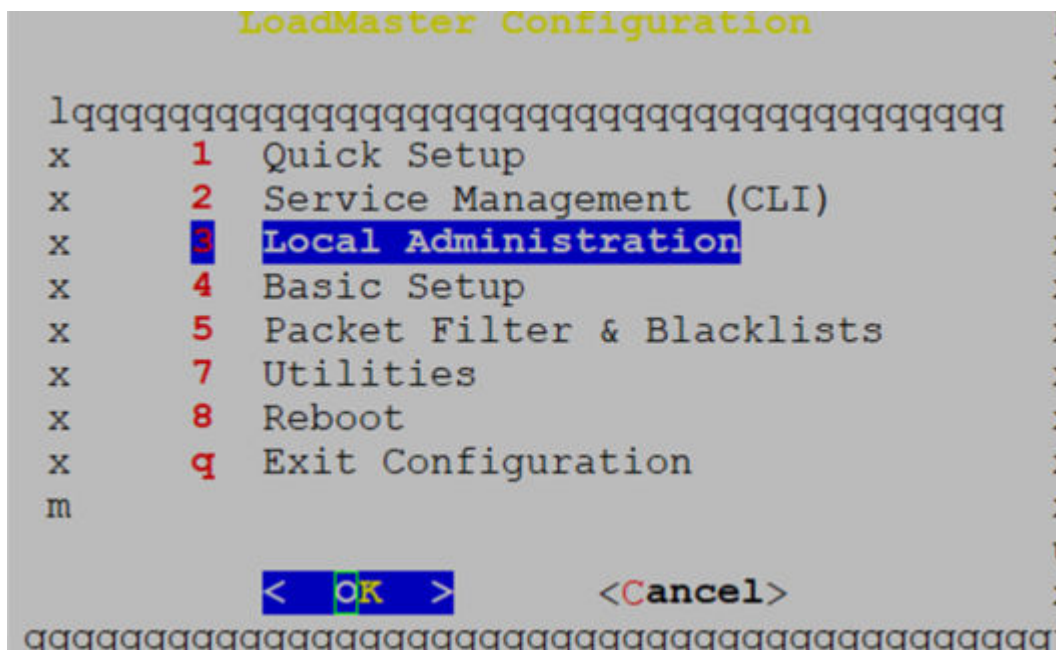 LoadMaster Configuration
lqqqqqqqqqqqqqqqqqqqqqqqqqqqqqqqqqqqqqqq
x 1 Quick Setup
x 2 Service Management (CLI)
x 3 Local Administration
x 4 Basic Setup
x 5 Packet Filter & Blacklists
x 7 Utilities
x 8 Reboot
x q Exit Configuration
m
< OK > <Cancel>
qqqqqqqqqqqqqqqqqqqqqqqqqqqqqqqqqqqqqqqqqqq